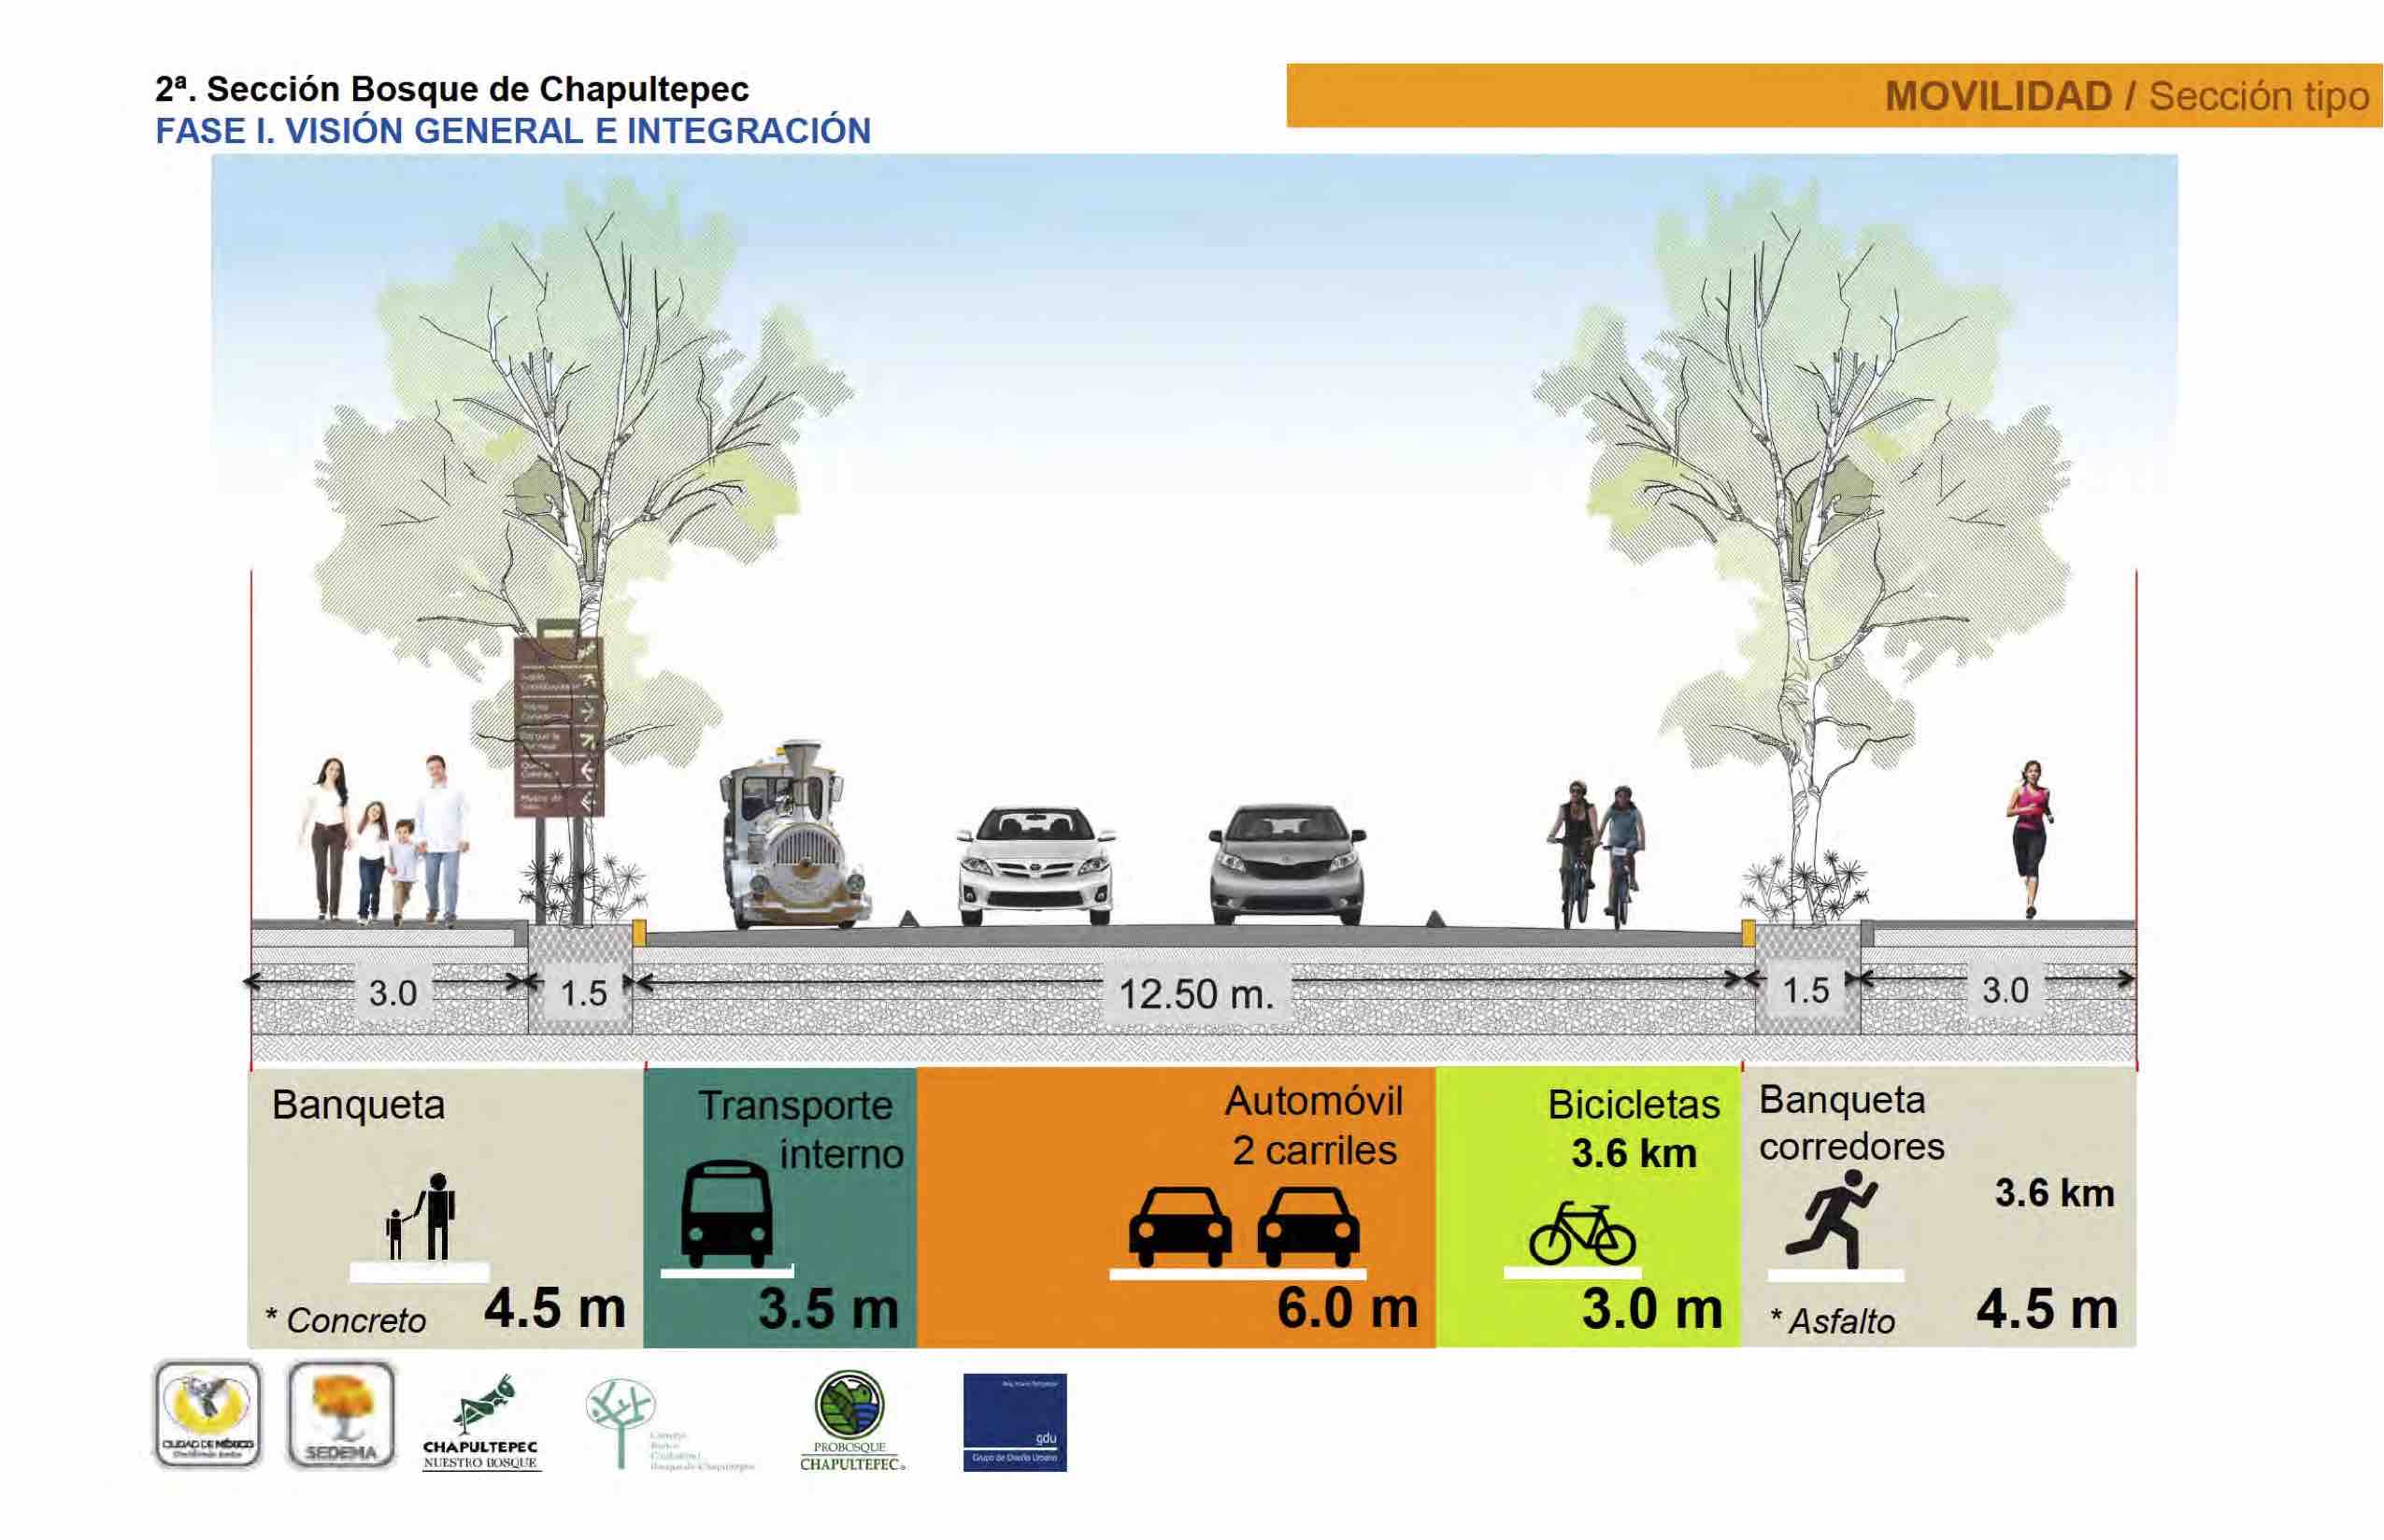 2ª. Sección Bosque de Chapultepec
FASE I. VISIÓN GENERAL E INTEGRACIÓN
MOVILIDAD / Sección tipo
3.0
1.5
12.50 m.
1.5
3.0
Banqueta
* Concreto
4.5 m
Transporte
interno
3.5 m
Automóvil
2 carriles
6.0 m
Bicicletas
3.6 km
3.0 m
Banqueta
corredores
3.6 km
* Asfalto
4.5 m
CIUDAD DE MÉXICO
SEDEMA
CHAPULTEPEC
NUESTRO BOSQUE
Bosque de Chapultepec
PROBOSQUE
CHAPULTEPEC
gdu
Grupo de Diseño Urbano